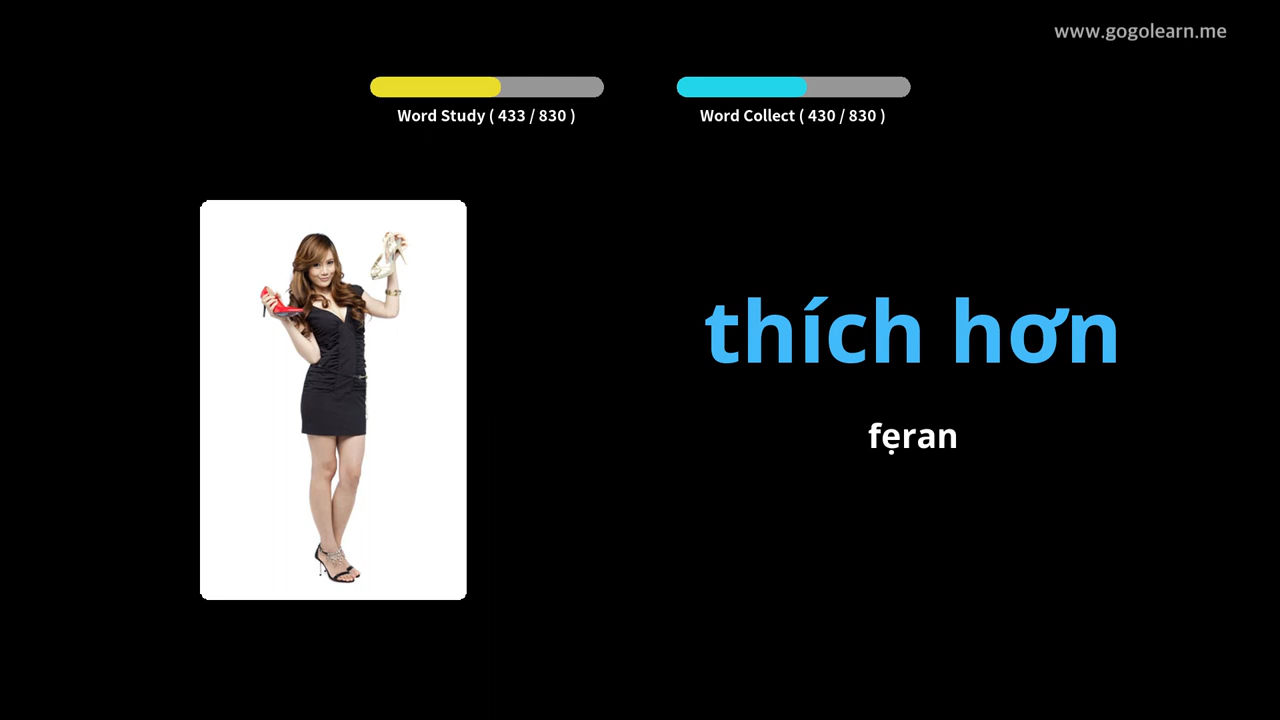 www.gogolearn.me
Word Study ( 433 / 830 )
Word Collect ( 430 / 830 )
thích hơn
fẹran